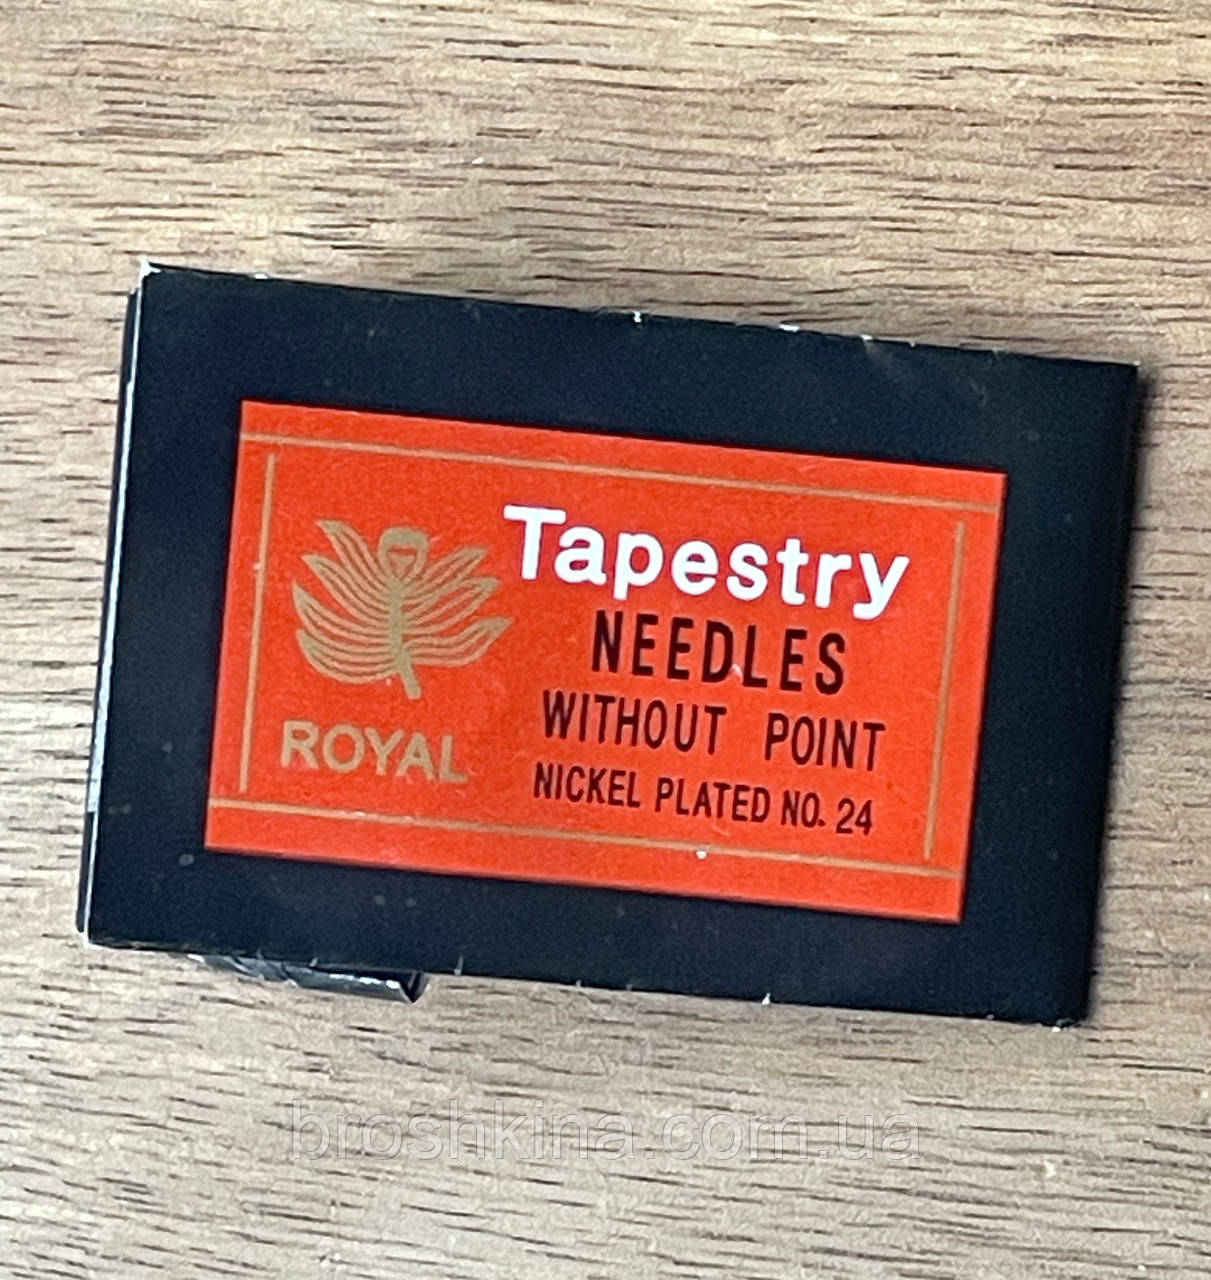 Tapestry
NEEDLES
WITHOUT POINT
NICKEL PLATED NO. 24
ROYAL
broshkina.com.ua